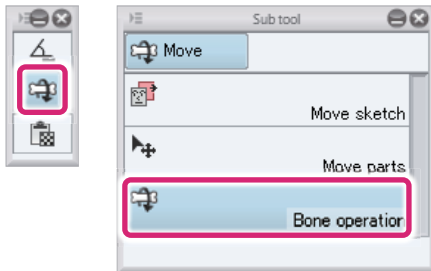 Sub tool
Move
Move sketch
Move parts
Bone operation